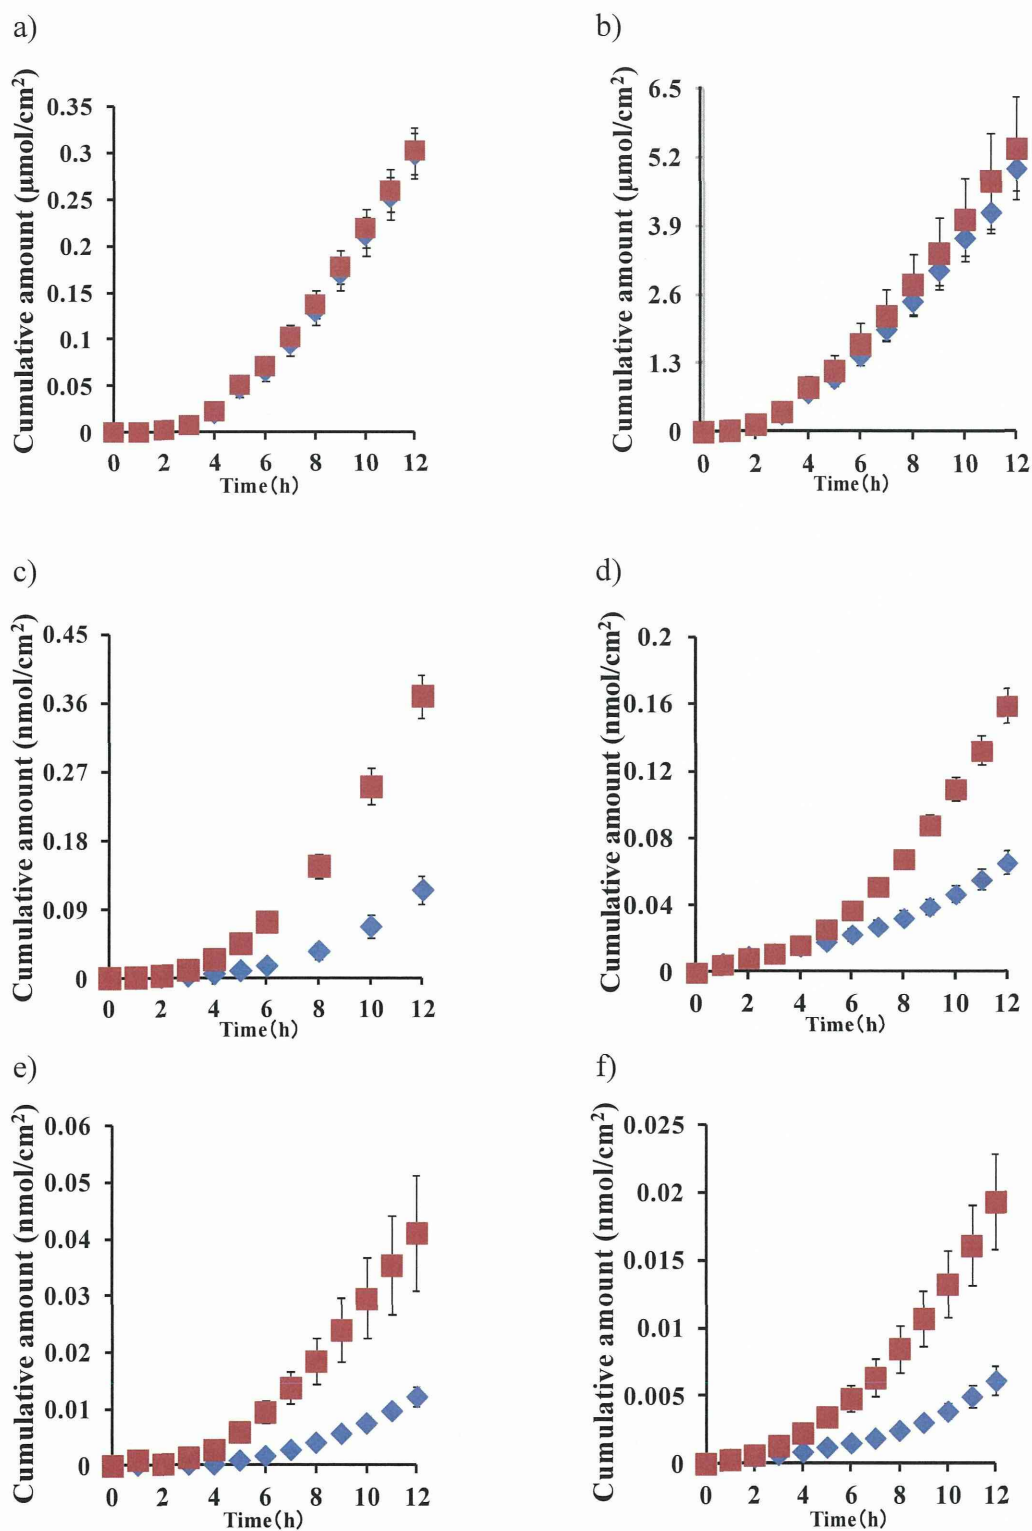 a)
Cumulative amount (μmol/cm²)
0.35
0.3
0.25
0.2
0.15
0.1
0.05
0
0 2 4 6 8 10 12
Time(h)
b)
Cumulative amount (μmol/cm²)
6.5
5.2
3.9
2.6
1.3
0
0 2 4 6 8 10 12
Time(h)
c)
Cumulative amount (nmol/cm²)
0.45
0.36
0.27
0.18
0.09
0
0 2 4 6 8 10 12
Time(h)
d)
Cumulative amount (nmol/cm²)
0.2
0.16
0.12
0.08
0.04
0
0 2 4 6 8 10 12
Time(h)
e)
Cumulative amount (nmol/cm²)
0.06
0.05
0.04
0.03
0.02
0.01
0
0 2 4 6 8 10 12
Time(h)
f)
Cumulative amount (nmol/cm²)
0.025
0.02
0.015
0.01
0.005
0
0 2 4 6 8 10 12
Time(h)